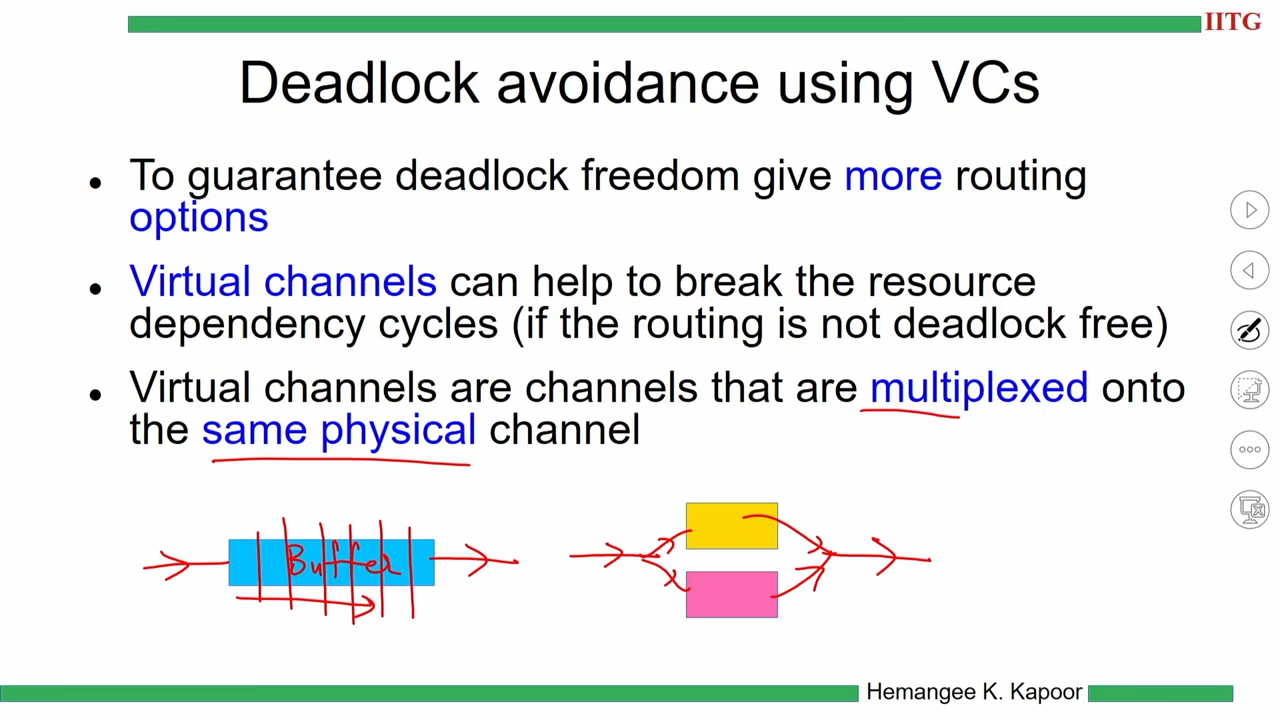 IITG
Deadlock avoidance using VCs
• To guarantee deadlock freedom give more routing
options
• Virtual channels can help to break the resource
dependency cycles (if the routing is not deadlock free)
• Virtual channels are channels that are multiplexed onto
the same physical channel
Buffer
Hemangee K. Kapoor